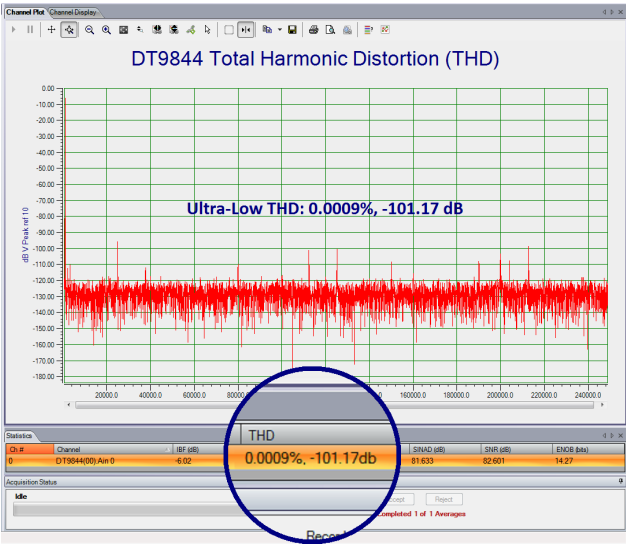 Channel Plot Channel Display
DT9844 Total Harmonic Distortion (THD)
0.00
-10.00
-20.00
-30.00
-40.00
-50.00
-60.00
-70.00
-80.00
-90.00
-100.00
-110.00
-120.00
-130.00
-140.00
-150.00
-160.00
-170.00
-180.00
dB V Peak ref 10
Ultra-Low THD: 0.0009%, -101.17 dB
20000.0 40000.0 60000.0 80000.0 160000.0 180000.0 200000.0 220000.0 240000.0
Statistics
Ch # Channel IBF (dB) THD SINAD (dB) SNR (dB) ENOB (bits)
0 DT9844(00).Ain 0 -6.02 0.0009%, -101.17db 81.633 82.601 14.27
Acquisition Status
Idle
Reject
1 of 1 Averages